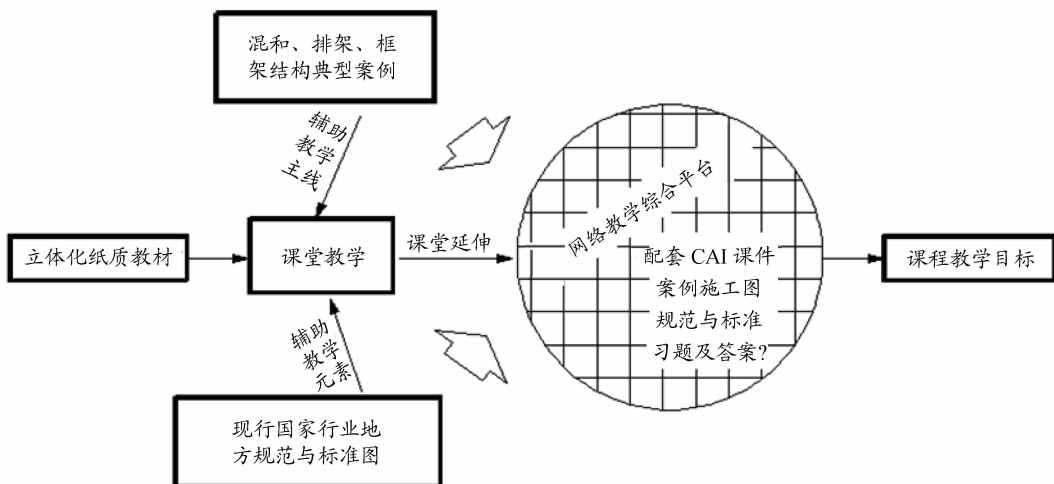 混和、排架、框
架结构典型案例
辅助
教学
主线
立体化纸质教材
课堂教学
课堂延伸
网络教学综合平台
配套 CAI 课件
案例施工图
规范与标准
习题及答案?
课程教学目标
辅助
教学
元素
现行国家行业地
方规范与标准图